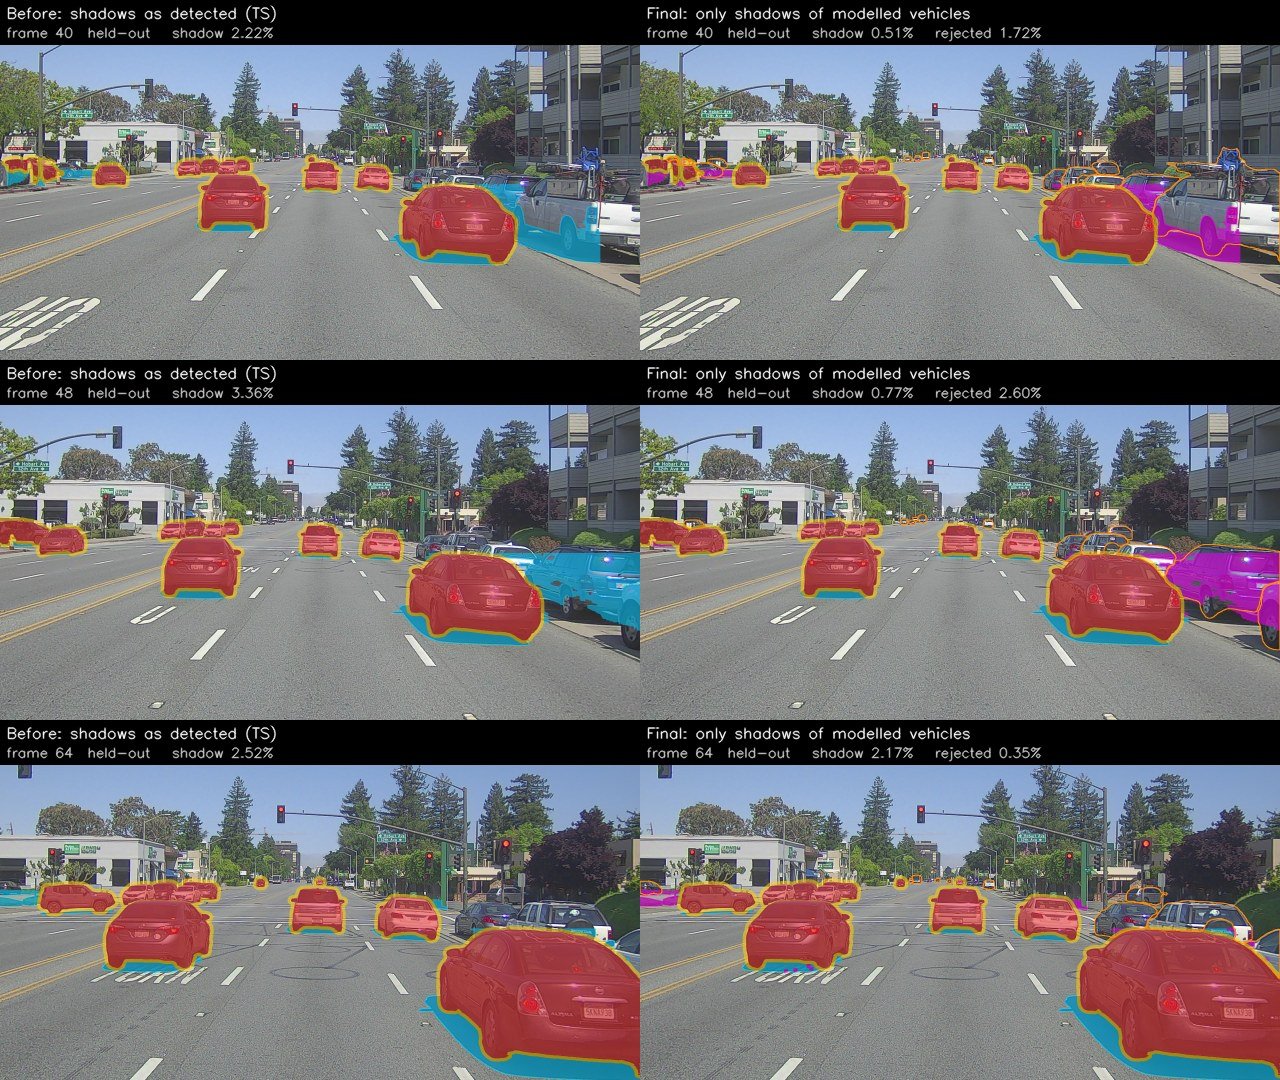 Before: shadows as detected (TS)
frame 40 held-out shadow 2.22%
Final: only shadows of modelled vehicles
frame 40 held-out shadow 0.51% rejected 1.72%
Before: shadows as detected (TS)
frame 48 held-out shadow 3.36%
Final: only shadows of modelled vehicles
frame 48 held-out shadow 0.77% rejected 2.60%
Hobart Ave
Before: shadows as detected (TS)
frame 64 held-out shadow 2.52%
Final: only shadows of modelled vehicles
frame 64 held-out shadow 2.17% rejected 0.35%